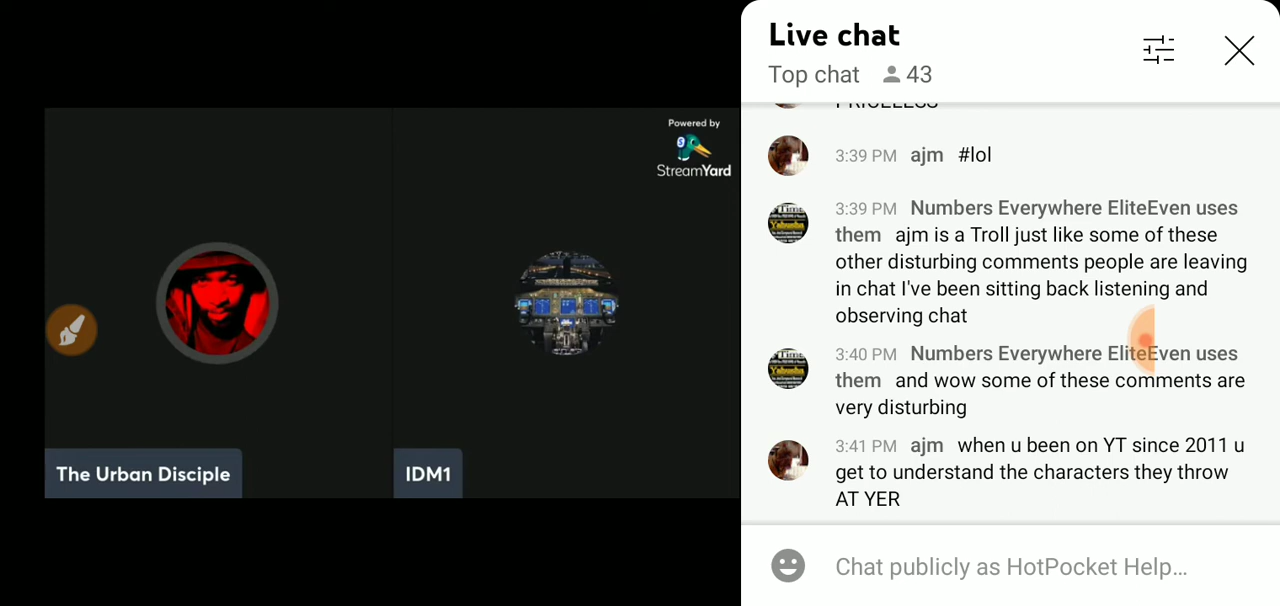 Live chat
Top chat 43
PRICELESS
3:39 PM ajm #lol
3:39 PM Numbers Everywhere EliteEven uses
them ajm is a Troll just like some of these
other disturbing comments people are leaving
in chat I've been sitting back listening and
observing chat
3:40 PM Numbers Everywhere EliteEven uses
them and wow some of these comments are
very disturbing
3:41 PM ajm when u been on YT since 2011 u
get to understand the characters they throw
AT YER
Chat publicly as HotPocket Help...
Powered by
StreamYard
The Urban Disciple
IDM1